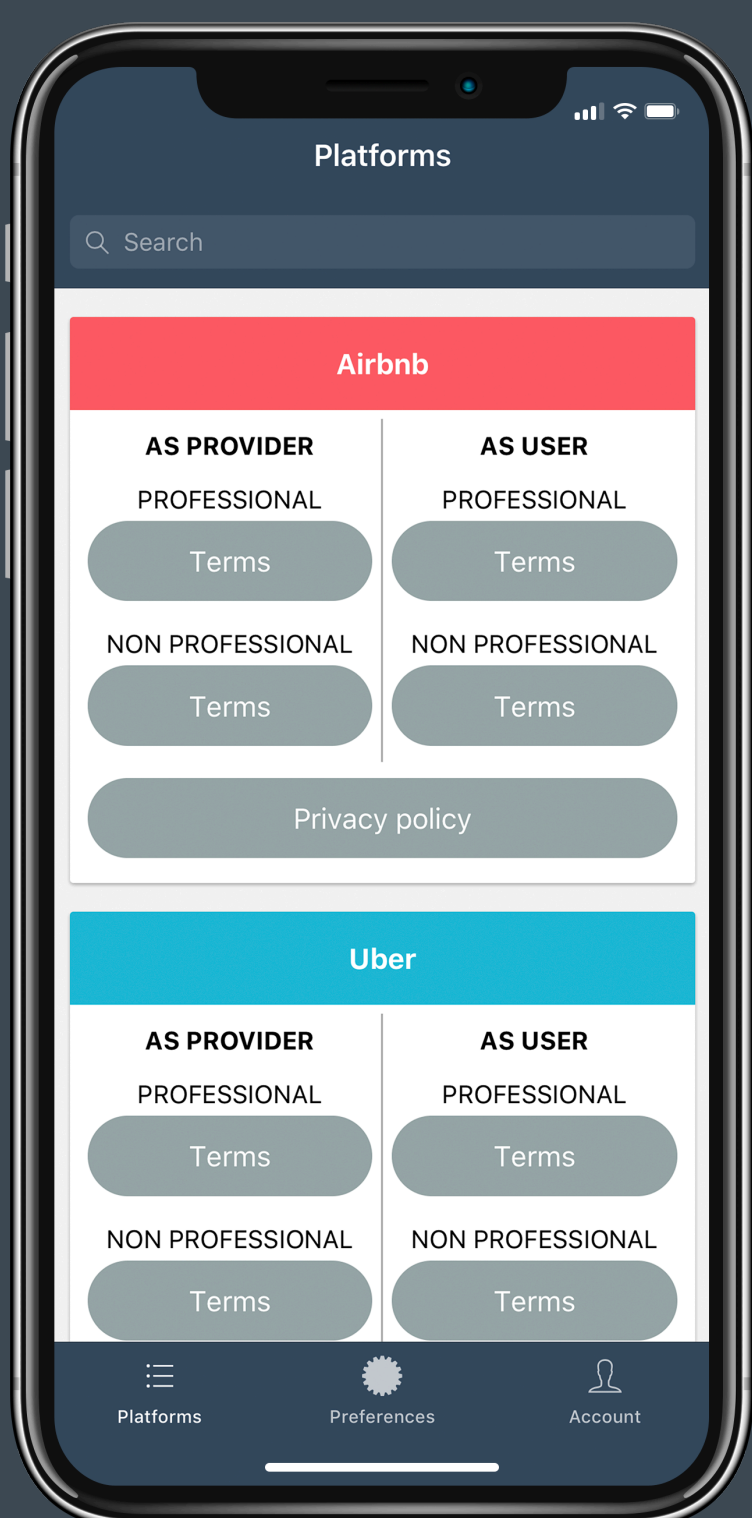 Platforms
Search
Airbnb
AS PROVIDER
AS USER
PROFESSIONAL
PROFESSIONAL
Terms
Terms
NON PROFESSIONAL
NON PROFESSIONAL
Terms
Terms
Privacy policy
Uber
AS PROVIDER
AS USER
PROFESSIONAL
PROFESSIONAL
Terms
Terms
NON PROFESSIONAL
NON PROFESSIONAL
Terms
Terms
Platforms
Preferences
Account